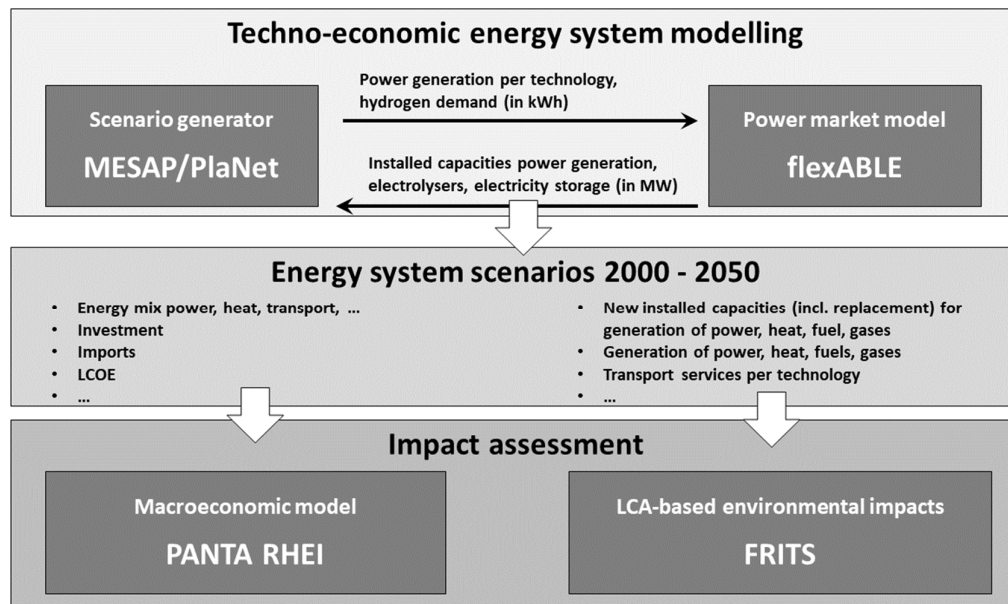 Techno-economic energy system modelling
Scenario generator
MESAP/PlaNet
Power generation per technology,
hydrogen demand (in kWh)
Installed capacities power generation,
electrolysers, electricity storage (in MW)
Power market model
flexABLE
Energy system scenarios 2000 - 2050
• Energy mix power, heat, transport, ...
• Investment
• Imports
• LCOE
• ...
• New installed capacities (incl. replacement) for
generation of power, heat, fuel, gases
• Generation of power, heat, fuels, gases
• Transport services per technology
• ...
Impact assessment
Macroeconomic model
PANTA RHEI
LCA-based environmental impacts
FRITS